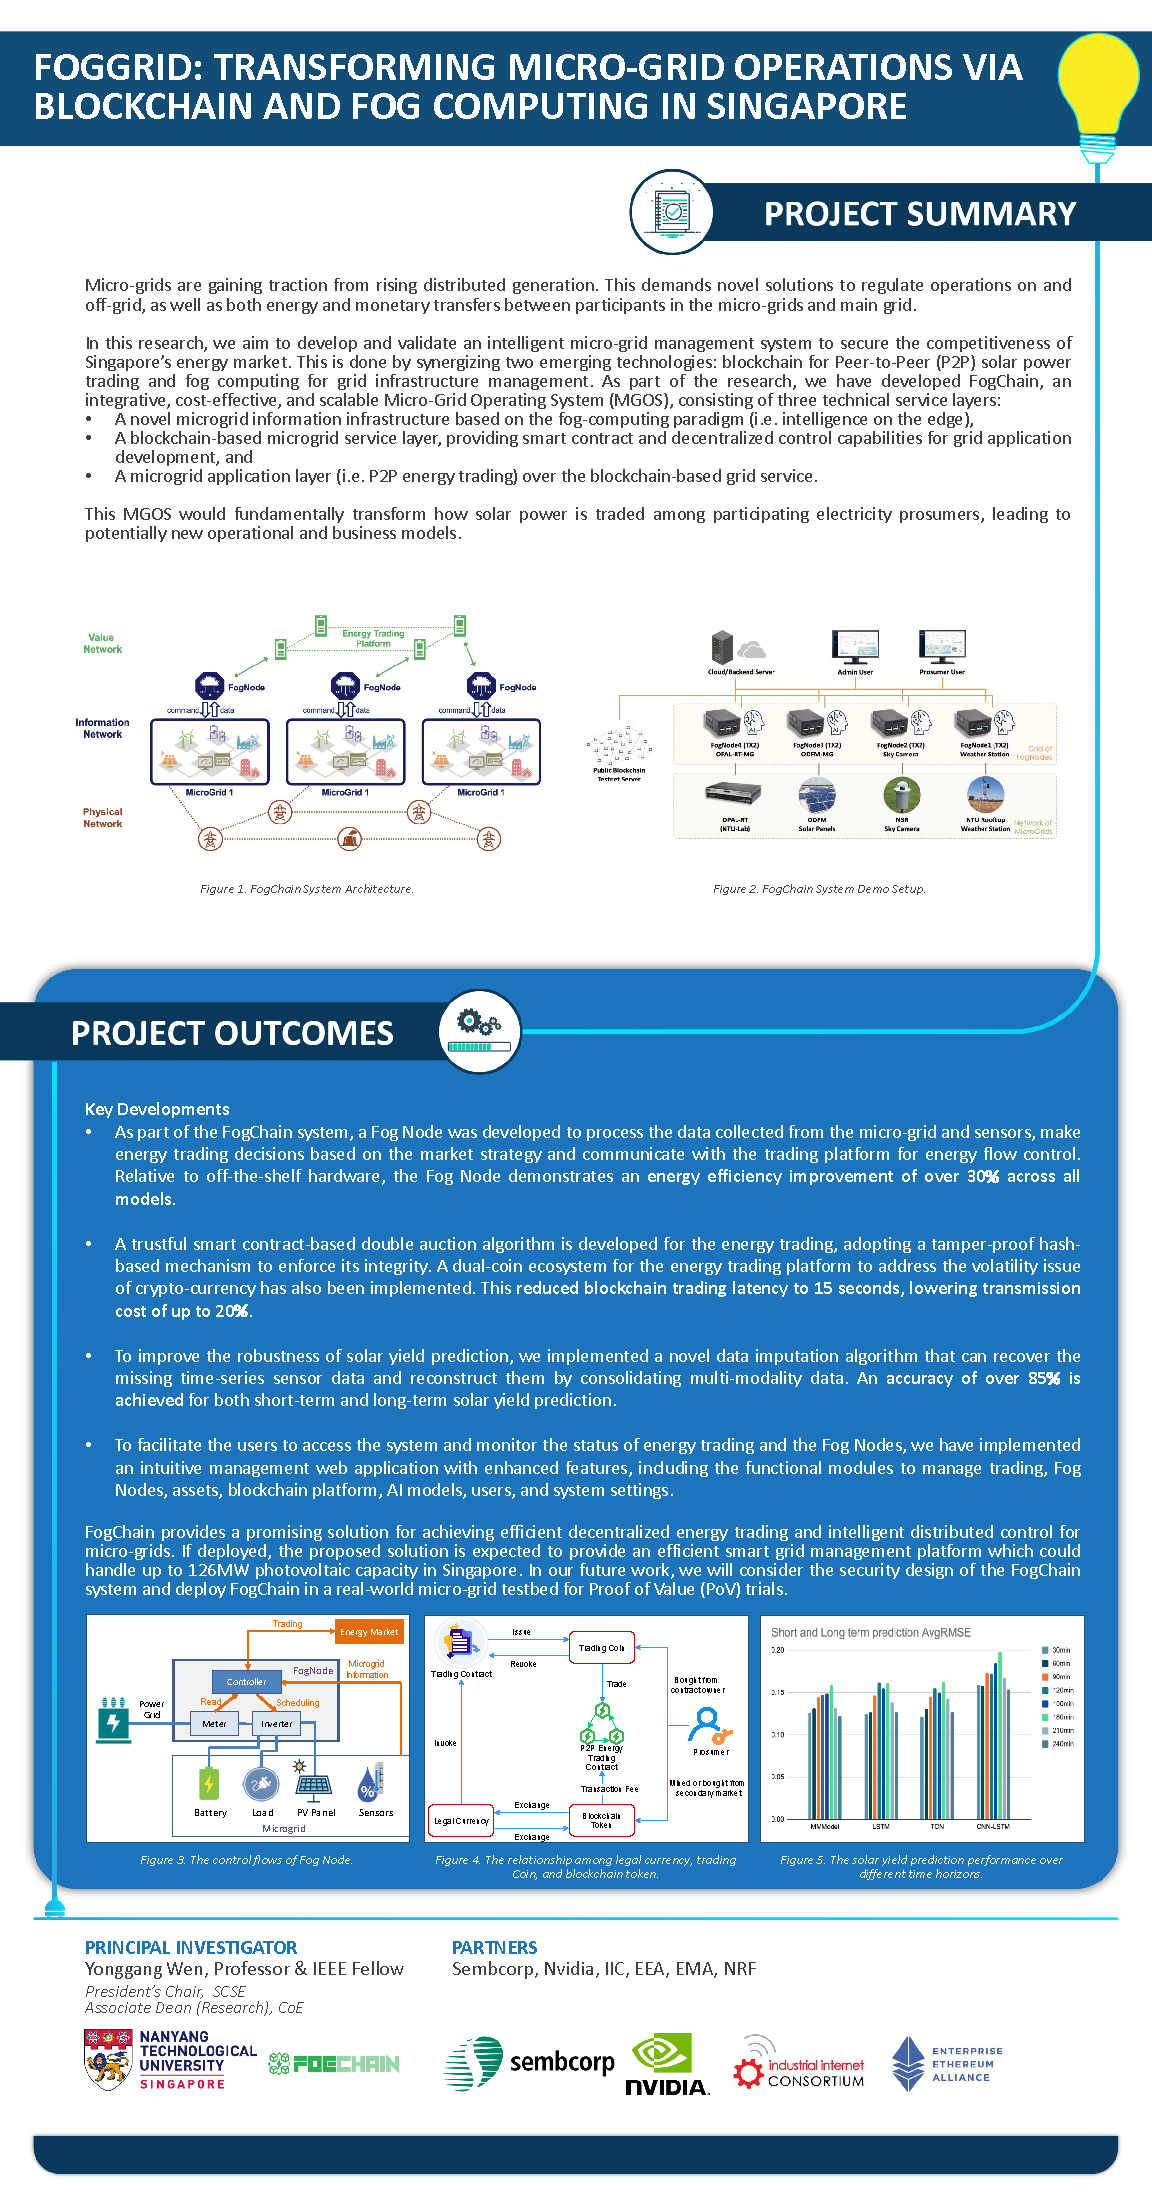 FOGGRID: TRANSFORMING MICRO-GRID OPERATIONS VIA
BLOCKCHAIN AND FOG COMPUTING IN SINGAPORE
PROJECT SUMMARY
Micro-grids are gaining traction from rising distributed generation. This demands novel solutions to regulate operations on and
off-grid, as well as both energy and monetary transfers between participants in the micro-grids and main grid.
In this research, we aim to develop and validate an intelligent micro-grid management system to secure the competitiveness of
Singapore's energy market. This is done by synergizing two emerging technologies: blockchain for Peer-to-Peer (P2P) solar power
trading and fog computing for grid infrastructure management. As part of the research, we have developed FogChain, an
integrative, cost-effective, and scalable Micro-Grid Operating System (MGOS), consisting of three technical service layers:
• A novel microgrid information infrastructure based on the fog-computing paradigm (i.e. intelligence on the edge),
• A blockchain-based microgrid service layer, providing smart contract and decentralized control capabilities for grid application
development, and
• A microgrid application layer (i.e. P2P energy trading) over the blockchain-based grid service.
This MGOS would fundamentally transform how solar power is traded among participating electricity prosumers, leading to
potentially new operational and business models.
Value
Network
Energy Trading
Platform
FogNode
FogNode
FogNode
command
data
command
data
command
data
Information
Network
MicroGrid 1
MicroGrid 1
MicroGrid 1
Physical
Network
Figure 1. FogChain System Architecture.
Cloud/Backend Server
Admin User
Prosumer User
Public Blockchain
Testnet Server
AI
AI
AI
AI
FogNode4 (TX2)
OPAL-RT-MG
FogNode3 (TX2)
ODFM-MG
FogNode2 (TX2)
Sky Camera
FogNode1 (TX2)
Weather Station
Grid of
FogNodes
OPAL-RT
(NTU-Lab)
ODFM
Solar Panels
NSR
Sky Camera
NTU Rooftop
Weather Station
Network of
MicroGrids
Figure 2. FogChain System Demo Setup.
PROJECT OUTCOMES
Key Developments
• As part of the FogChain system, a Fog Node was developed to process the data collected from the micro-grid and sensors, make
energy trading decisions based on the market strategy and communicate with the trading platform for energy flow control.
Relative to off-the-shelf hardware, the Fog Node demonstrates an energy efficiency improvement of over 30% across all
models.
• A trustful smart contract-based double auction algorithm is developed for the energy trading, adopting a tamper-proof hash-
based mechanism to enforce its integrity. A dual-coin ecosystem for the energy trading platform to address the volatility issue
of crypto-currency has also been implemented. This reduced blockchain trading latency to 15 seconds, lowering transmission
cost of up to 20%.
• To improve the robustness of solar yield prediction, we implemented a novel data imputation algorithm that can recover the
missing time-series sensor data and reconstruct them by consolidating multi-modality data. An accuracy of over 85% is
achieved for both short-term and long-term solar yield prediction.
• To facilitate the users to access the system and monitor the status of energy trading and the Fog Nodes, we have implemented
an intuitive management web application with enhanced features, including the functional modules to manage trading, Fog
Nodes, assets, blockchain platform, AI models, users, and system settings.
FogChain provides a promising solution for achieving efficient decentralized energy trading and intelligent distributed control for
micro-grids. If deployed, the proposed solution is expected to provide an efficient smart grid management platform which could
handle up to 126MW photovoltaic capacity in Singapore. In our future work, we will consider the security design of the FogChain
system and deploy FogChain in a real-world micro-grid testbed for Proof of Value (PoV) trials.
Trading
Energy Market
FogNode
Microgrid
Information
Controller
Power
Grid
Read
Scheduling
Meter
Inverter
%
Battery
Load
PV Panel
Sensors
Microgrid
Figure 3. The control flows of Fog Node.
Issue
Trading Coin
Revoke
Trading Contract
Trade
Bought from
contract owner
Invoke
P2P Energy
Trading
Contract
Prosumer
Transaction Fee
Mined or bought from
secondary market
Exchange
Legal Currency
Blockchain
Token
Exchange
Figure 4. The relationship among legal currency, trading
Coin, and blockchain token.
Short and Long term prediction AvgRMSE
0.20
0.15
0.10
0.05
0.00
MMModel
LSTM
TCN
CNN-LSTM
30min
60min
90min
120min
150min
180min
210min
240min
Figure 5. The solar yield prediction performance over
different time horizons.
PRINCIPAL INVESTIGATOR
Yonggang Wen, Professor & IEEE Fellow
President's Chair, SCSE
Associate Dean (Research), CoE
PARTNERS
Sembcorp, Nvidia, IIC, EEA, EMA, NRF
NANYANG
TECHNOLOGICAL
UNIVERSITY
SINGAPORE
FOGCHAIN
sembcorp
NVIDIA.
industrial internet
CONSORTIUM
ENTERPRISE
ETHEREUM
ALLIANCE